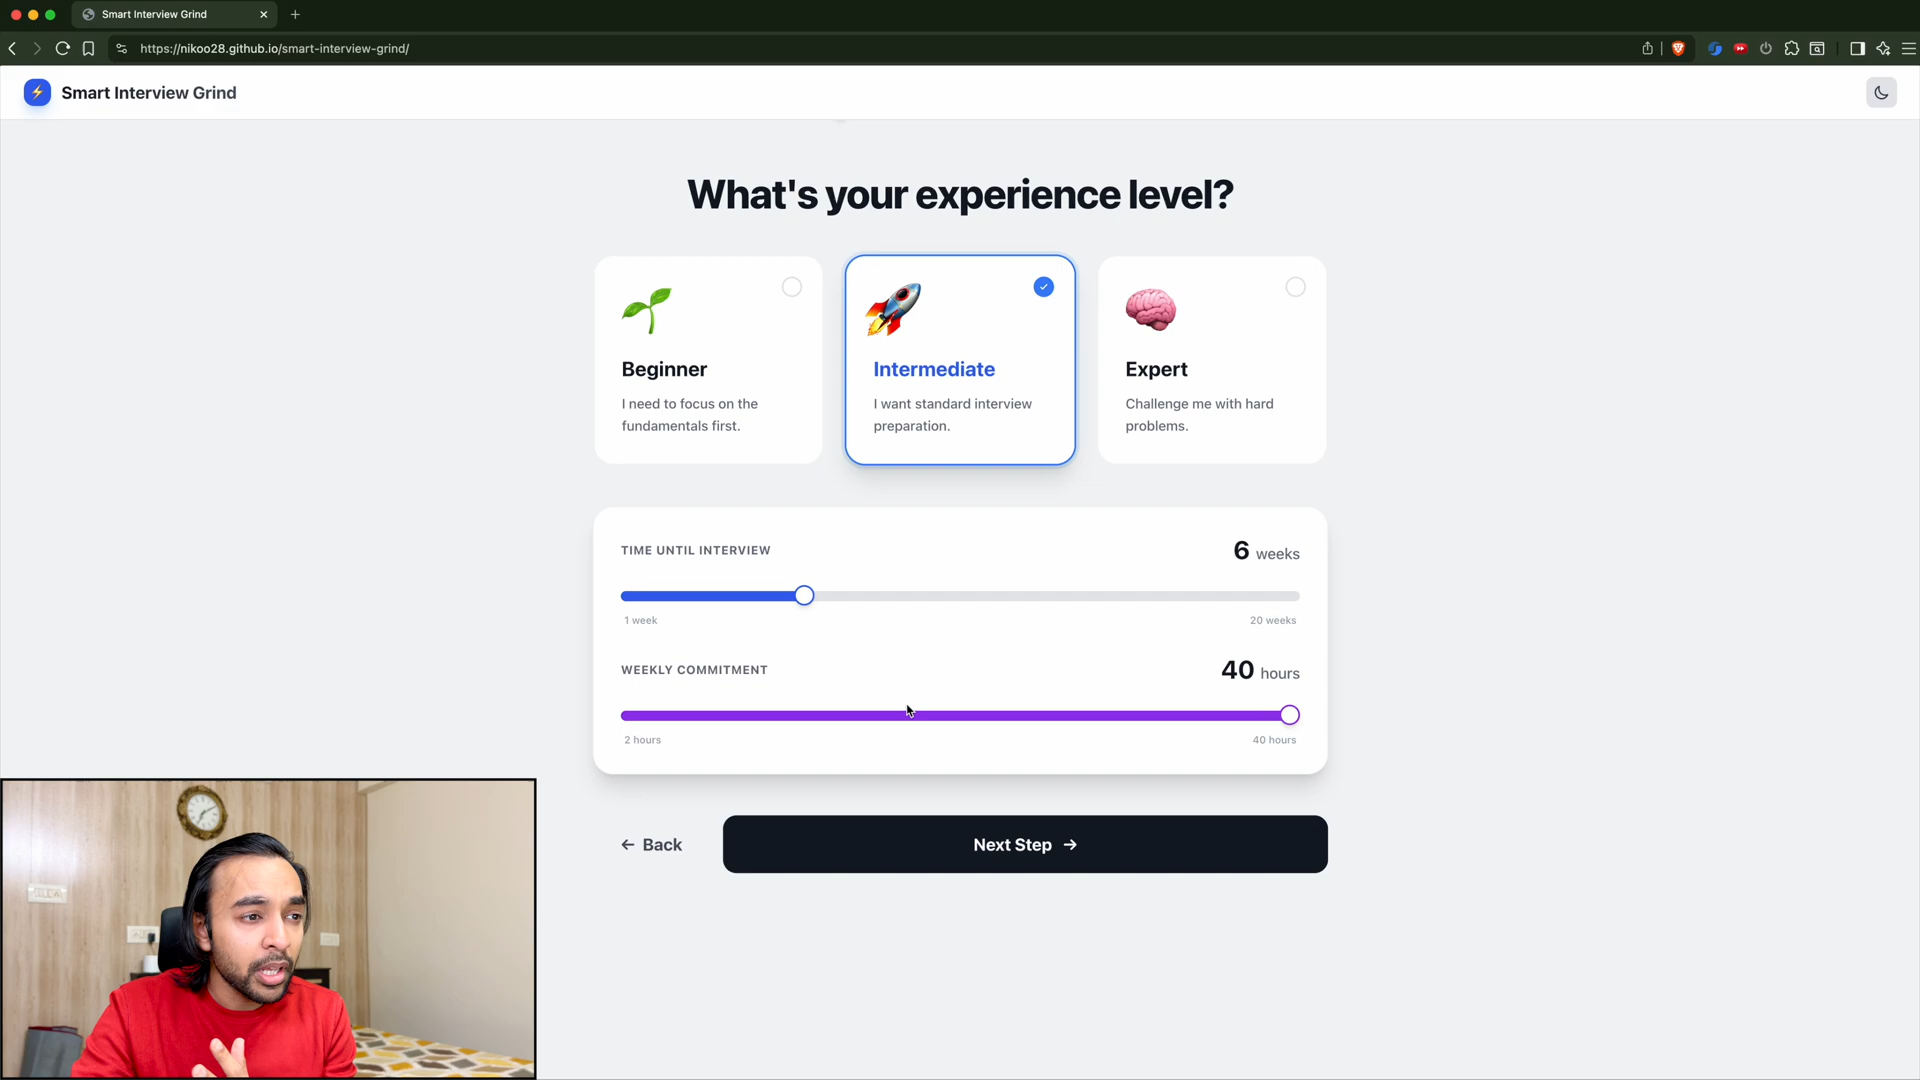 Smart Interview Grind
https://nikoo28.github.io/smart-interview-grind/
Smart Interview Grind
What's your experience level?
Beginner
I need to focus on the
fundamentals first.
Intermediate
I want standard interview
preparation.
Expert
Challenge me with hard
problems.
TIME UNTIL INTERVIEW
6 weeks
1 week
20 weeks
WEEKLY COMMITMENT
40 hours
2 hours
40 hours
← Back
Next Step →